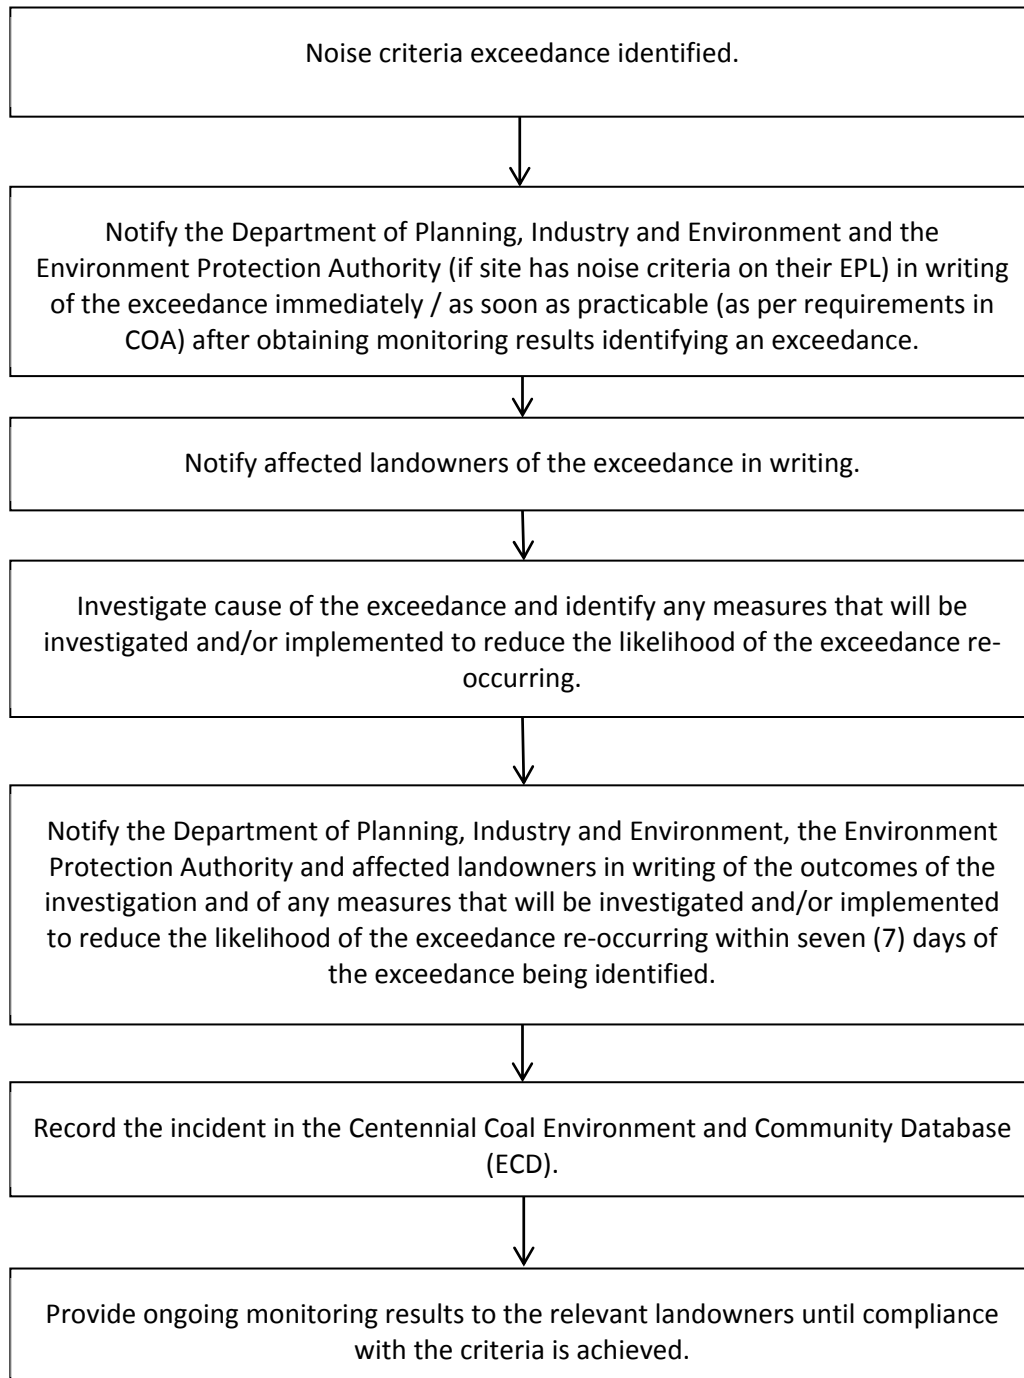 Noise criteria exceedance identified.
Notify the Department of Planning, Industry and Environment and the
Environment Protection Authority (if site has noise criteria on their EPL) in writing
of the exceedance immediately / as soon as practicable (as per requirements in
COA) after obtaining monitoring results identifying an exceedance.
Notify affected landowners of the exceedance in writing.
Investigate cause of the exceedance and identify any measures that will be
investigated and/or implemented to reduce the likelihood of the exceedance re-
occurring.
Notify the Department of Planning, Industry and Environment, the Environment
Protection Authority and affected landowners in writing of the outcomes of the
investigation and of any measures that will be investigated and/or implemented
to reduce the likelihood of the exceedance re-occurring within seven (7) days of
the exceedance being identified.
Record the incident in the Centennial Coal Environment and Community Database
(ECD).
Provide ongoing monitoring results to the relevant landowners until compliance
with the criteria is achieved.